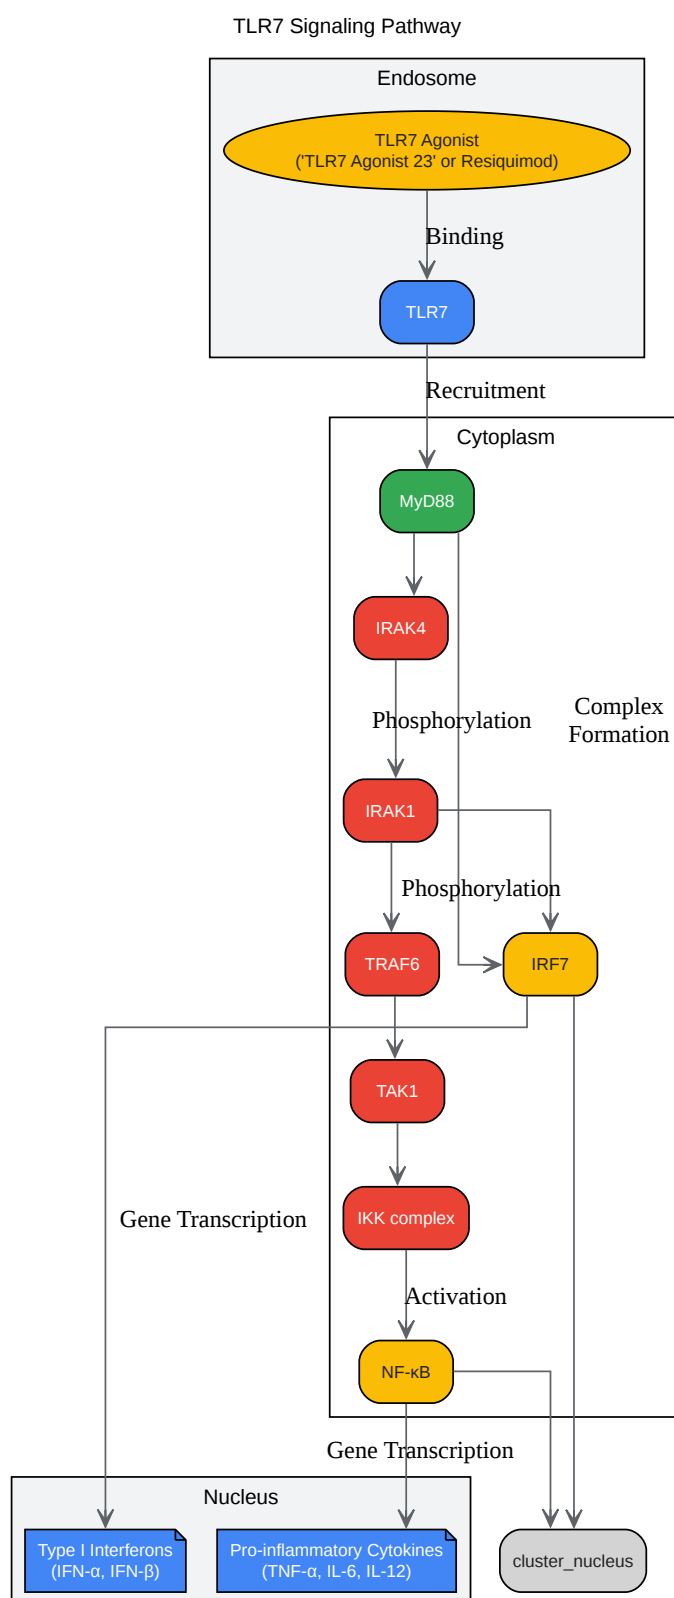 TLR7 Signaling Pathway
Endosome
TLR7 Agonist
('TLR7 Agonist 23' or Resiquimod)
Binding
TLR7
Recruitment
Cytoplasm
MyD88
IRAK4
Phosphorylation
Complex
Formation
IRAK1
Phosphorylation
TRAF6
IRF7
TAK1
Gene Transcription
IKK complex
Activation
NF-κB
Gene Transcription
Nucleus
Type I Interferons
(IFN-α, IFN-β)
Pro-inflammatory Cytokines
(TNF-α, IL-6, IL-12)
cluster_nucleus